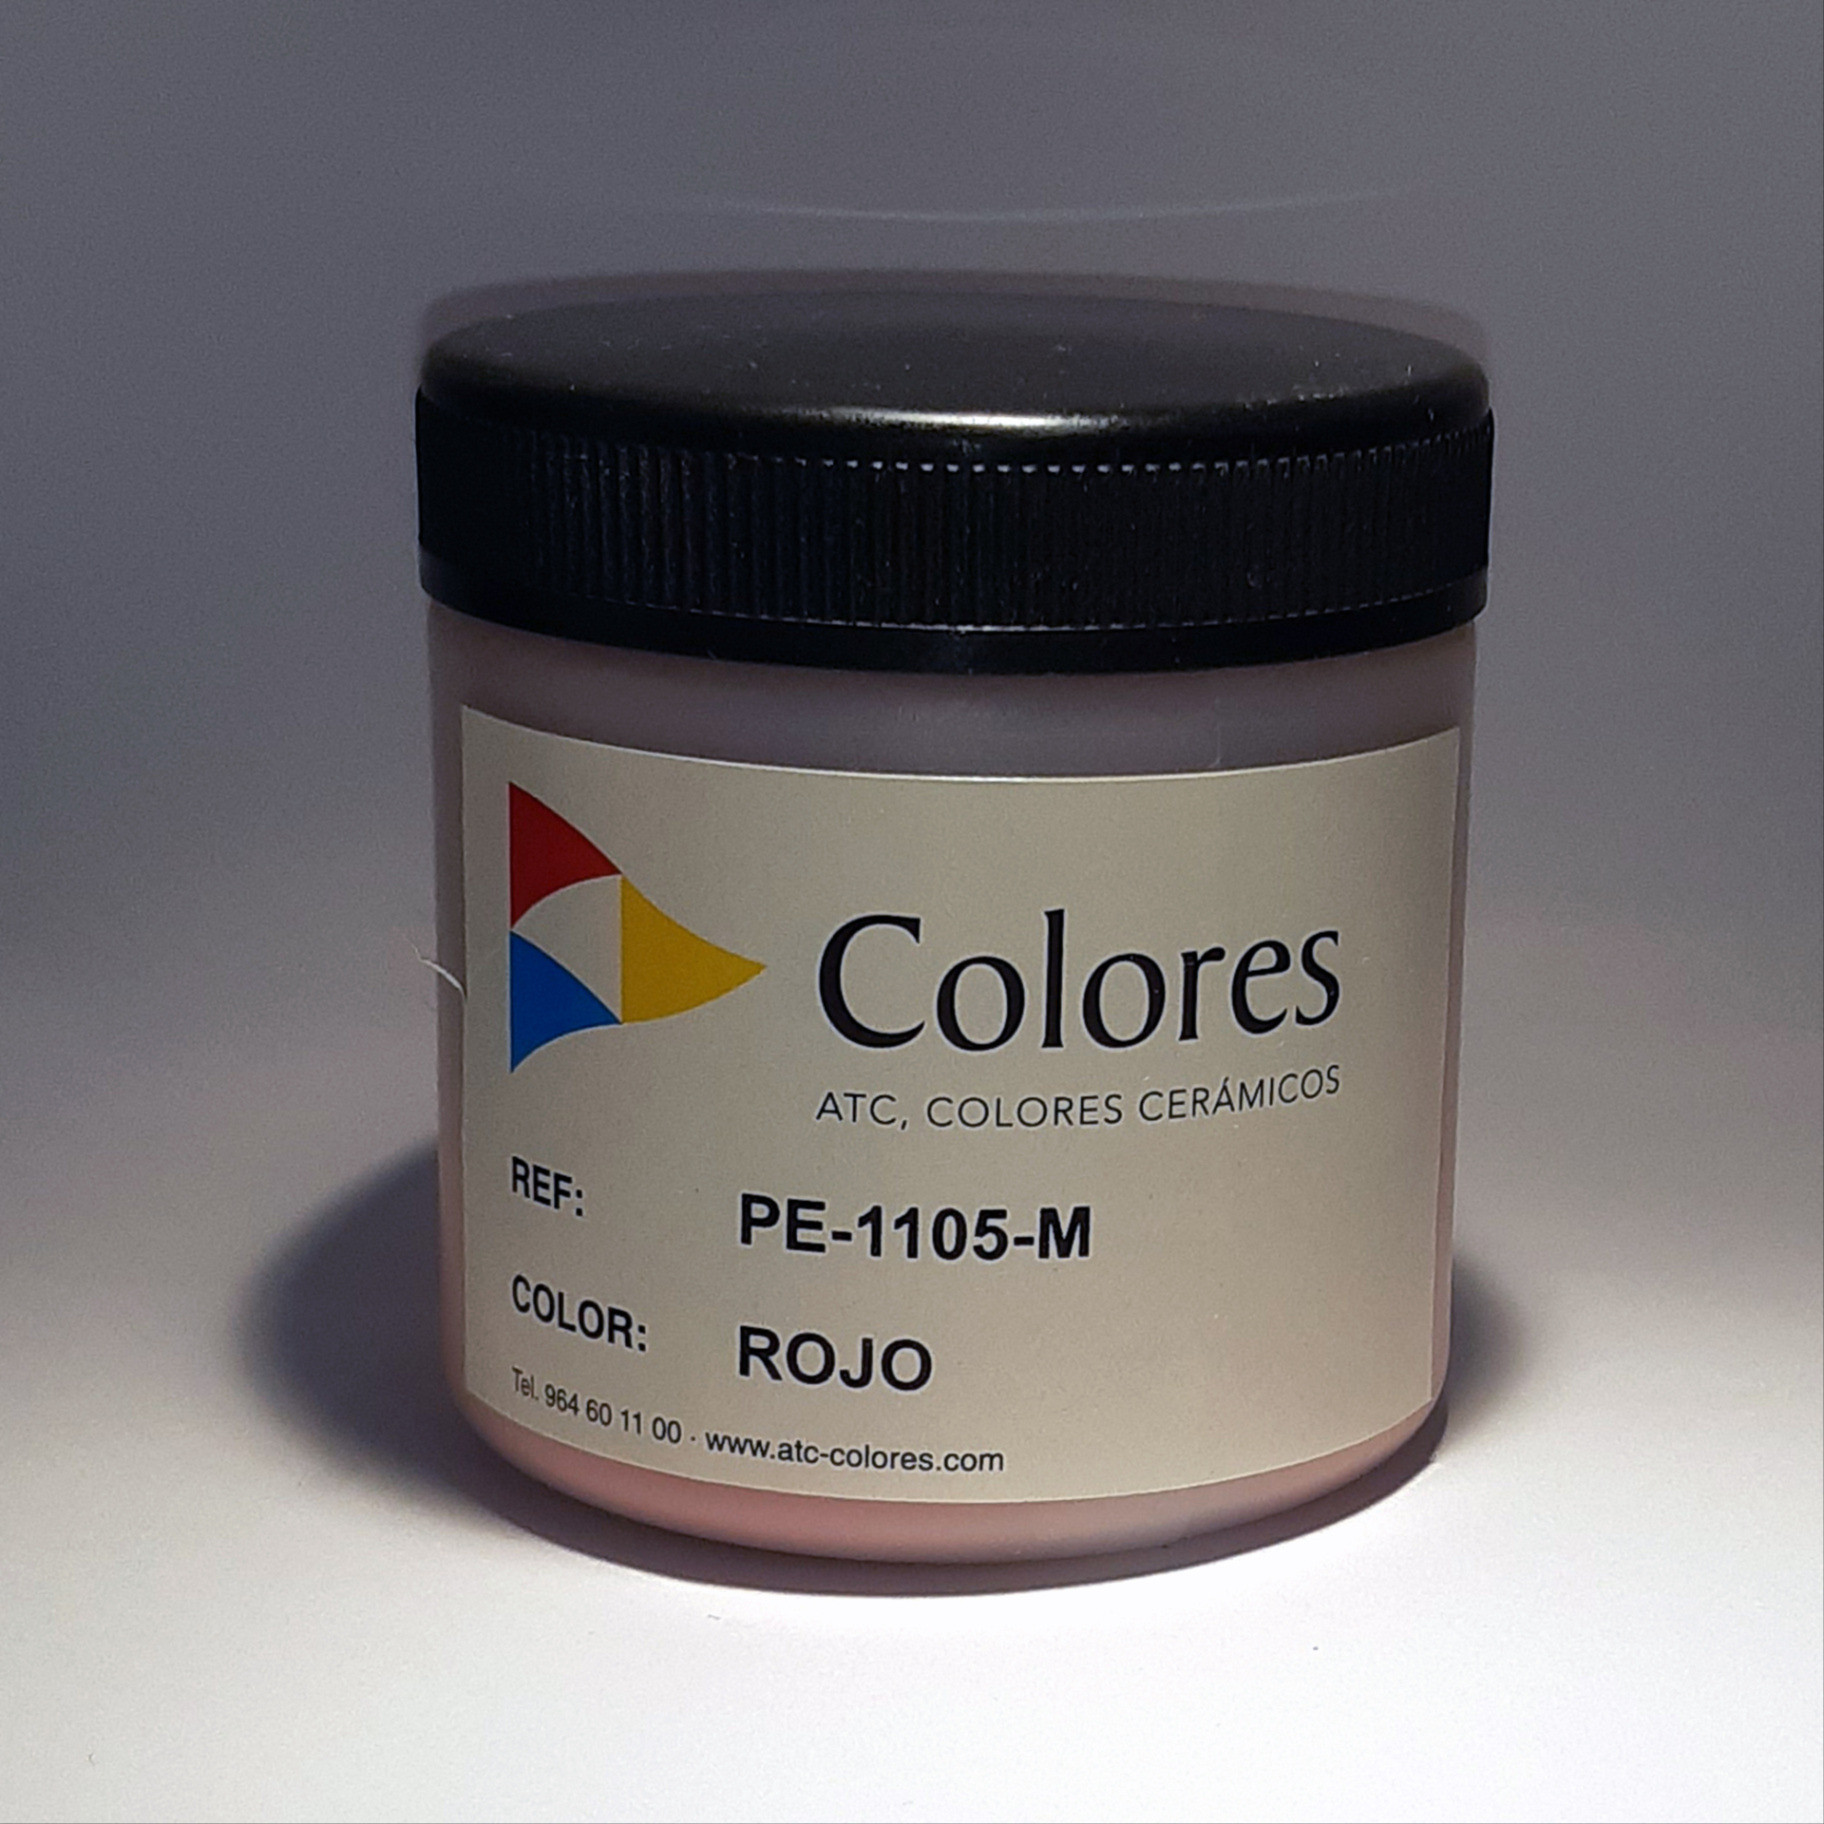 Colores
ATC, COLORES CERÁMICOS
REF: PE-1105-M
COLOR: ROJO
Tel. 964 60 11 00 · www.atc-colores.com